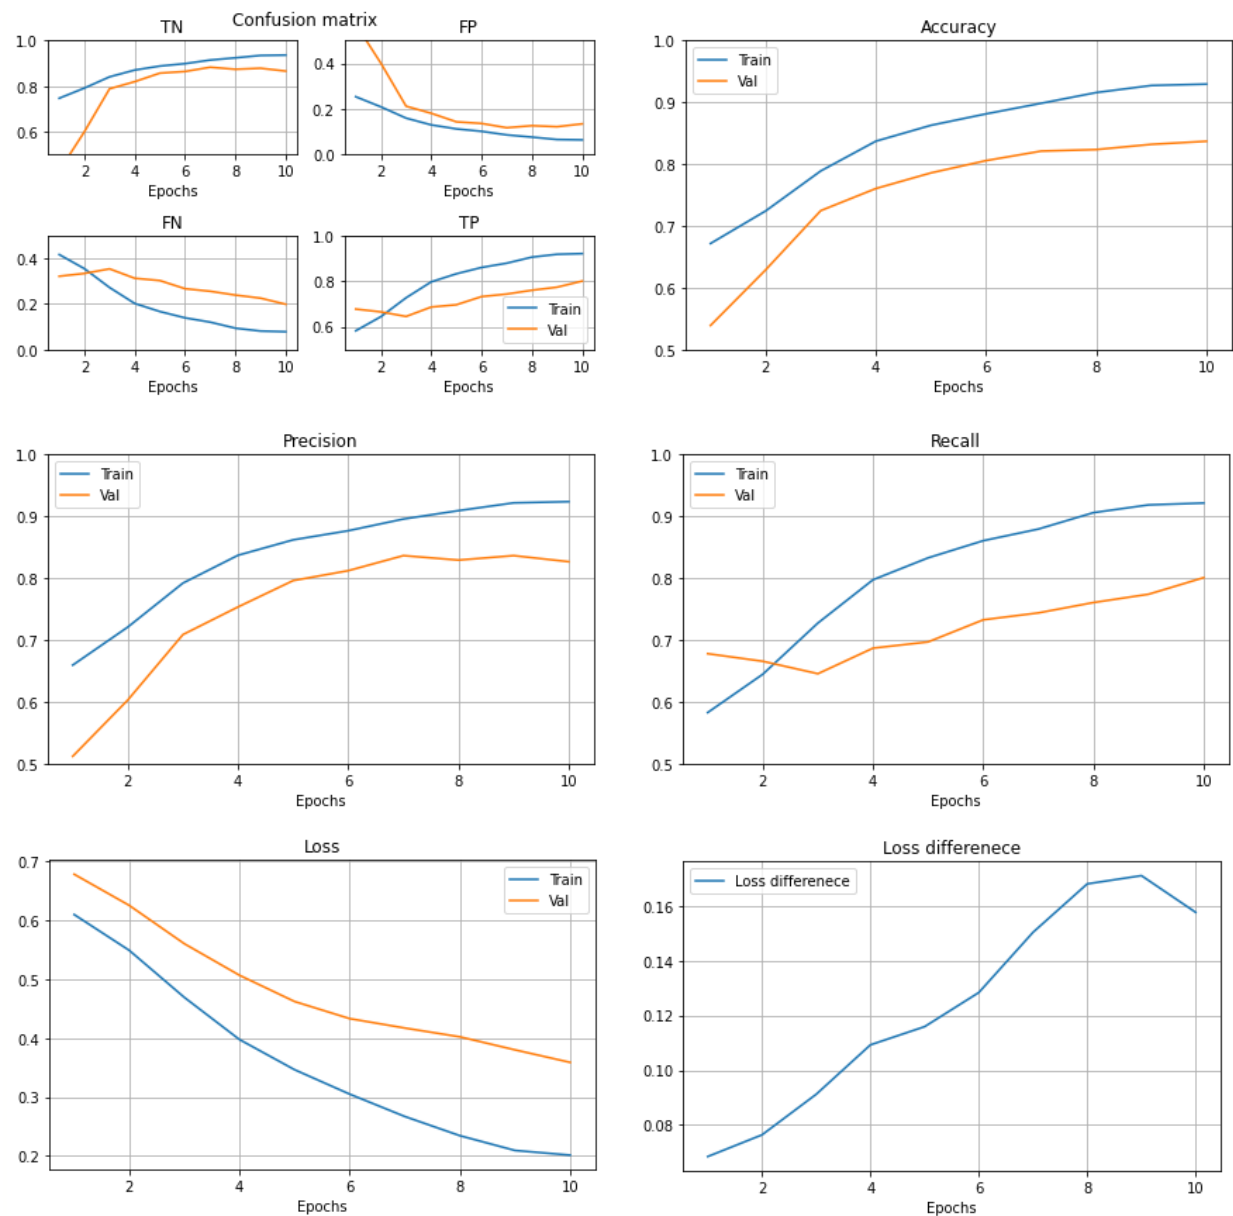 Confusion matrix
TN
1.0
0.8
0.6
2 4 6 8 10
Epochs
FP
0.4
0.2
0.0
2 4 6 8 10
Epochs
FN
0.4
0.2
0.0
2 4 6 8 10
Epochs
TP
1.0
0.8
0.6
Train
Val
2 4 6 8 10
Epochs
Accuracy
Train
Val
1.0
0.9
0.8
0.7
0.6
0.5
2 4 6 8 10
Epochs
Precision
Train
Val
1.0
0.9
0.8
0.7
0.6
0.5
2 4 6 8 10
Epochs
Recall
Train
Val
1.0
0.9
0.8
0.7
0.6
0.5
2 4 6 8 10
Epochs
Loss
Train
Val
0.7
0.6
0.5
0.4
0.3
0.2
2 4 6 8 10
Epochs
Loss differenece
Loss differenece
0.16
0.14
0.12
0.10
0.08
2 4 6 8 10
Epochs